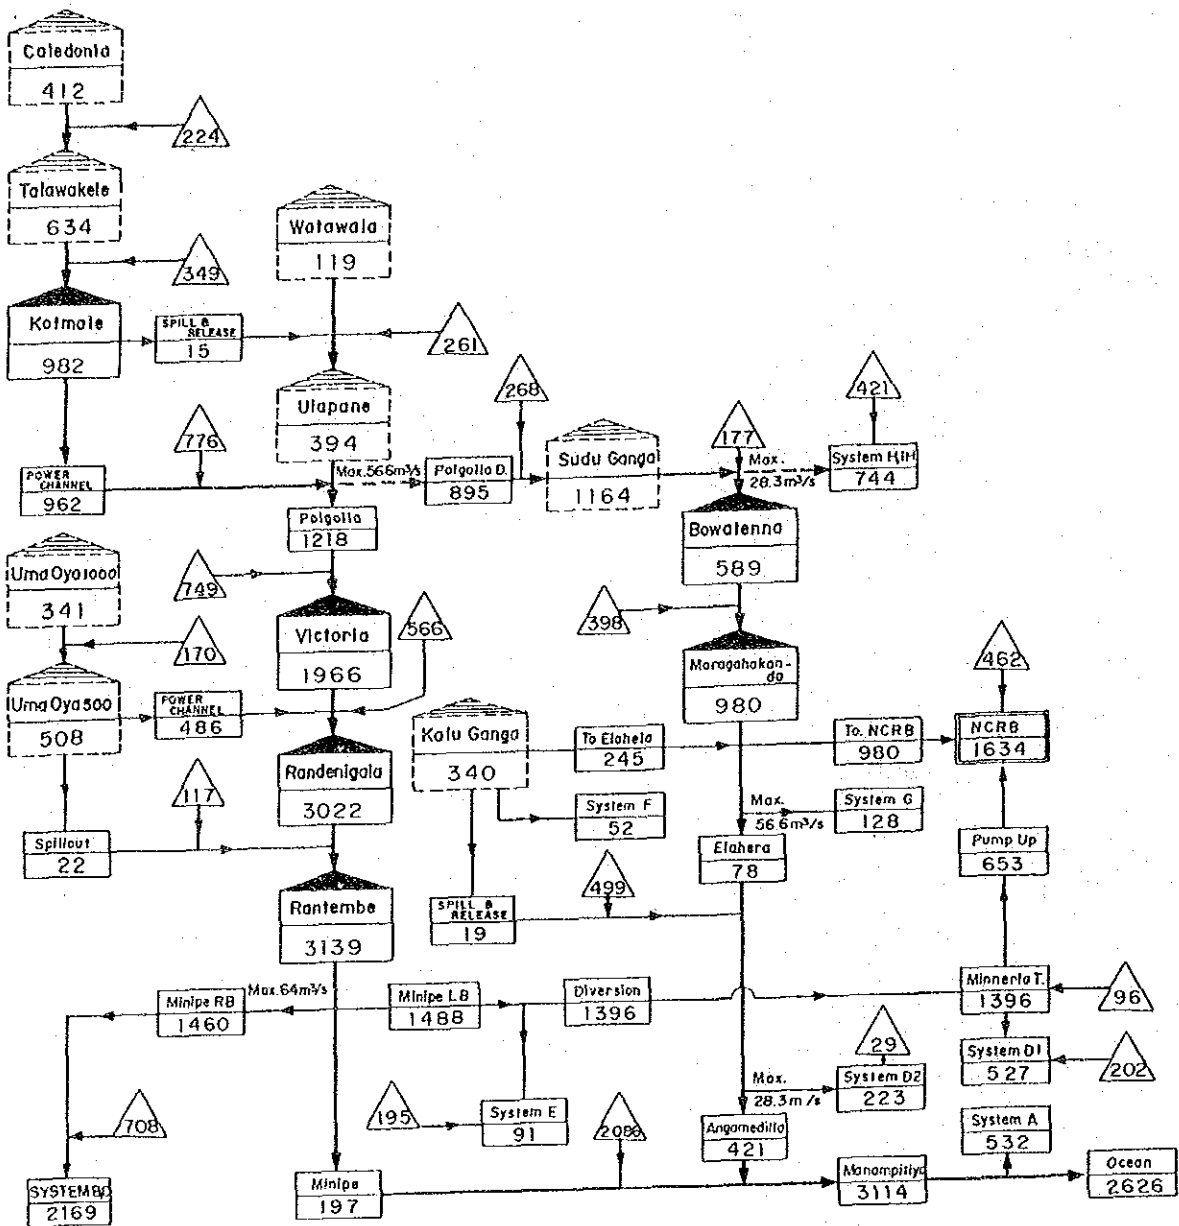 Caledonia
412
224
Talawakele
634
349
Watawala
119
Kotmale
982
SPILL &
RELEASE
15
261
Ulapane
394
268
421
177
776
Max.56.6m³/s
Polgolla D.
895
Sudu Ganga
1164
Max.
28.3m³/s
System H,IH
744
POWER
CHANNEL
962
Polgolla
1218
Bowatenna
589
Uma Oya 1000
341
749
398
170
566
Victoria
1966
462
Moragahakan-
da
980
Uma Oya 500
508
POWER
CHANNEL
486
Kalu Ganga
340
To Elahela
245
To. NCRB
980
NCRB
1634
Randenigala
3022
117
System F
52
Max.
56.6m³/s
System G
128
Spillout
22
Elahera
78
Pump Up
653
Rantembe
3139
499
SPILL &
RELEASE
19
Minipe RB
1460
Max.64m³/s
Minipe LB
1488
Diversion
1396
Minneria T.
1396
96
29
System D1
527
202
Max.
28.3m/s
System D2
223
195
System E
91
708
Angamedilla
421
System A
532
Minipe
197
Manampitiya
3114
Ocean
2626
2169